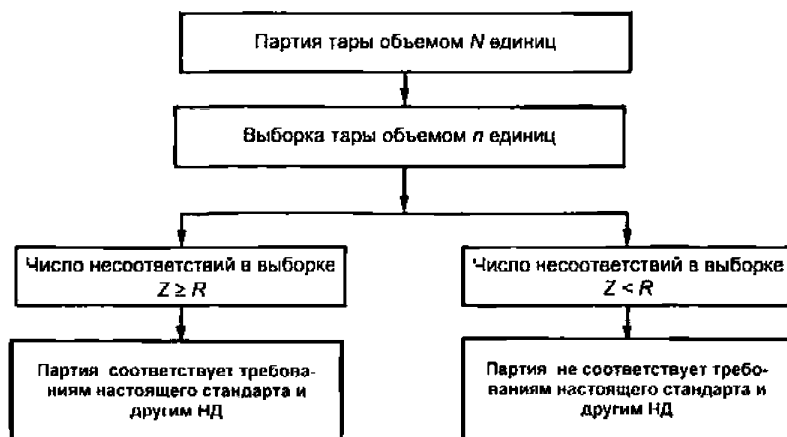 Партия тары объемом N единиц
Выборка тары объемом n единиц
Число несоответствий в выборке
Z ≥ R
Число несоответствий в выборке
Z < R
Партия соответствует требова-
ниям настоящего стандарта и
другим НД
Партия не соответствует требо-
ваниям настоящего стандарта и
другим НД